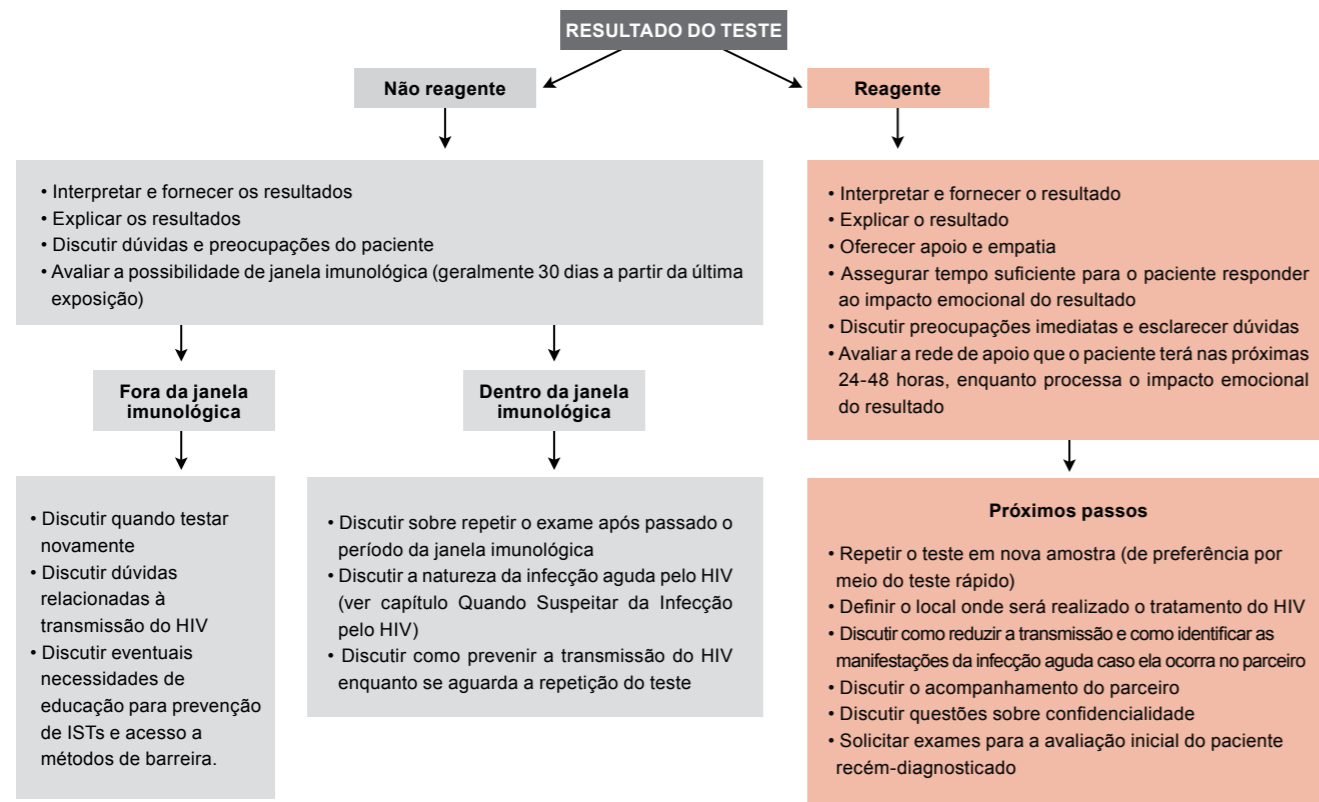 RESULTADO DO TESTE
Não reagente
Reagente
• Interpretar e fornecer os resultados
• Explicar os resultados
• Discutir dúvidas e preocupações do paciente
• Avaliar a possibilidade de janela imunológica (geralmente 30 dias a partir da última
exposição)
• Interpretar e fornecer o resultado
• Explicar o resultado
• Oferecer apoio e empatia
• Assegurar tempo suficiente para o paciente responder
ao impacto emocional do resultado
• Discutir preocupações imediatas e esclarecer dúvidas
• Avaliar a rede de apoio que o paciente terá nas próximas
24-48 horas, enquanto processa o impacto emocional
do resultado
Fora da janela
imunológica
Dentro da janela
imunológica
• Discutir quando testar
novamente
• Discutir dúvidas
relacionadas à
transmissão do HIV
• Discutir eventuais
necessidades de
educação para prevenção
de ISTs e acesso a
métodos de barreira.
• Discutir sobre repetir o exame após passado o
período da janela imunológica
• Discutir a natureza da infecção aguda pelo HIV
(ver capítulo Quando Suspeitar da Infecção
pelo HIV)
• Discutir como prevenir a transmissão do HIV
enquanto se aguarda a repetição do teste
Próximos passos
• Repetir o teste em nova amostra (de preferência por
meio do teste rápido)
• Definir o local onde será realizado o tratamento do HIV
• Discutir como reduzir a transmissão e como identificar as
manifestações da infecção aguda caso ela ocorra no parceiro
• Discutir o acompanhamento do parceiro
• Discutir questões sobre confidencialidade
• Solicitar exames para a avaliação inicial do paciente
recém-diagnosticado